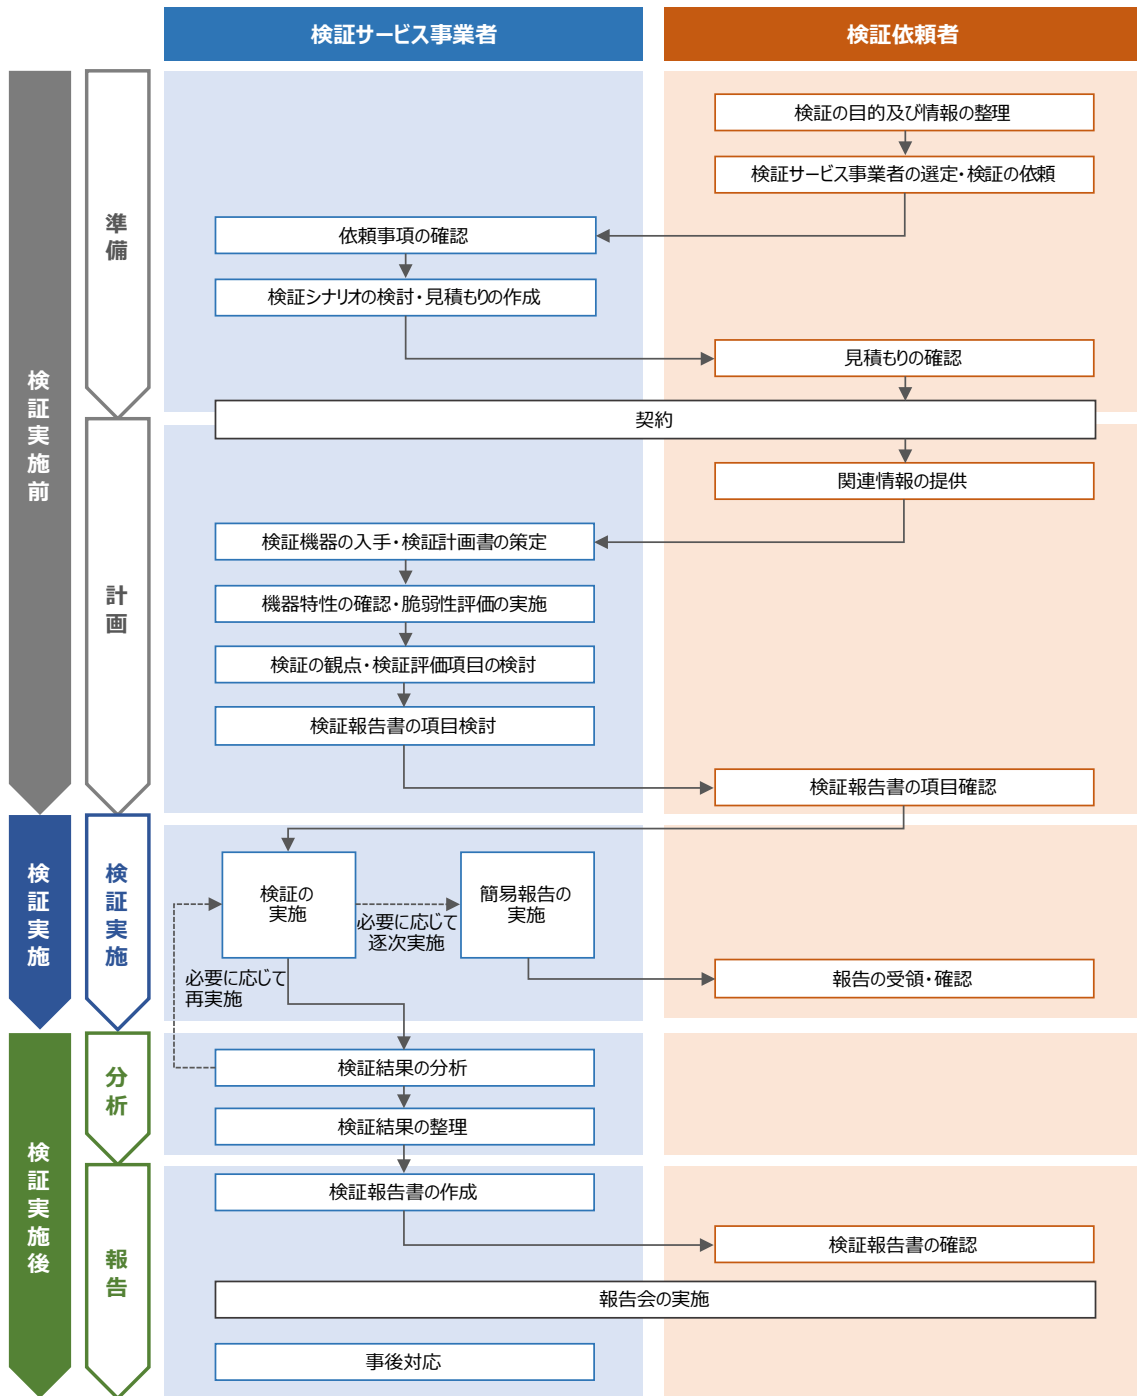 検証サービス事業者
検証依頼者
検証実施前
準備
検証の目的及び情報の整理
検証サービス事業者の選定・検証の依頼
依頼事項の確認
検証シナリオの検討・見積もりの作成
見積もりの確認
契約
計画
関連情報の提供
検証機器の入手・検証計画書の策定
機器特性の確認・脆弱性評価の実施
検証の観点・検証評価項目の検討
検証報告書の項目検討
検証報告書の項目確認
検証実施
検証実施
検証の
実施
必要に応じて
逐次実施
簡易報告の
実施
報告の受領・確認
必要に応じて
再実施
検証実施後
分析
検証結果の分析
検証結果の整理
報告
検証報告書の作成
検証報告書の確認
報告会の実施
事後対応